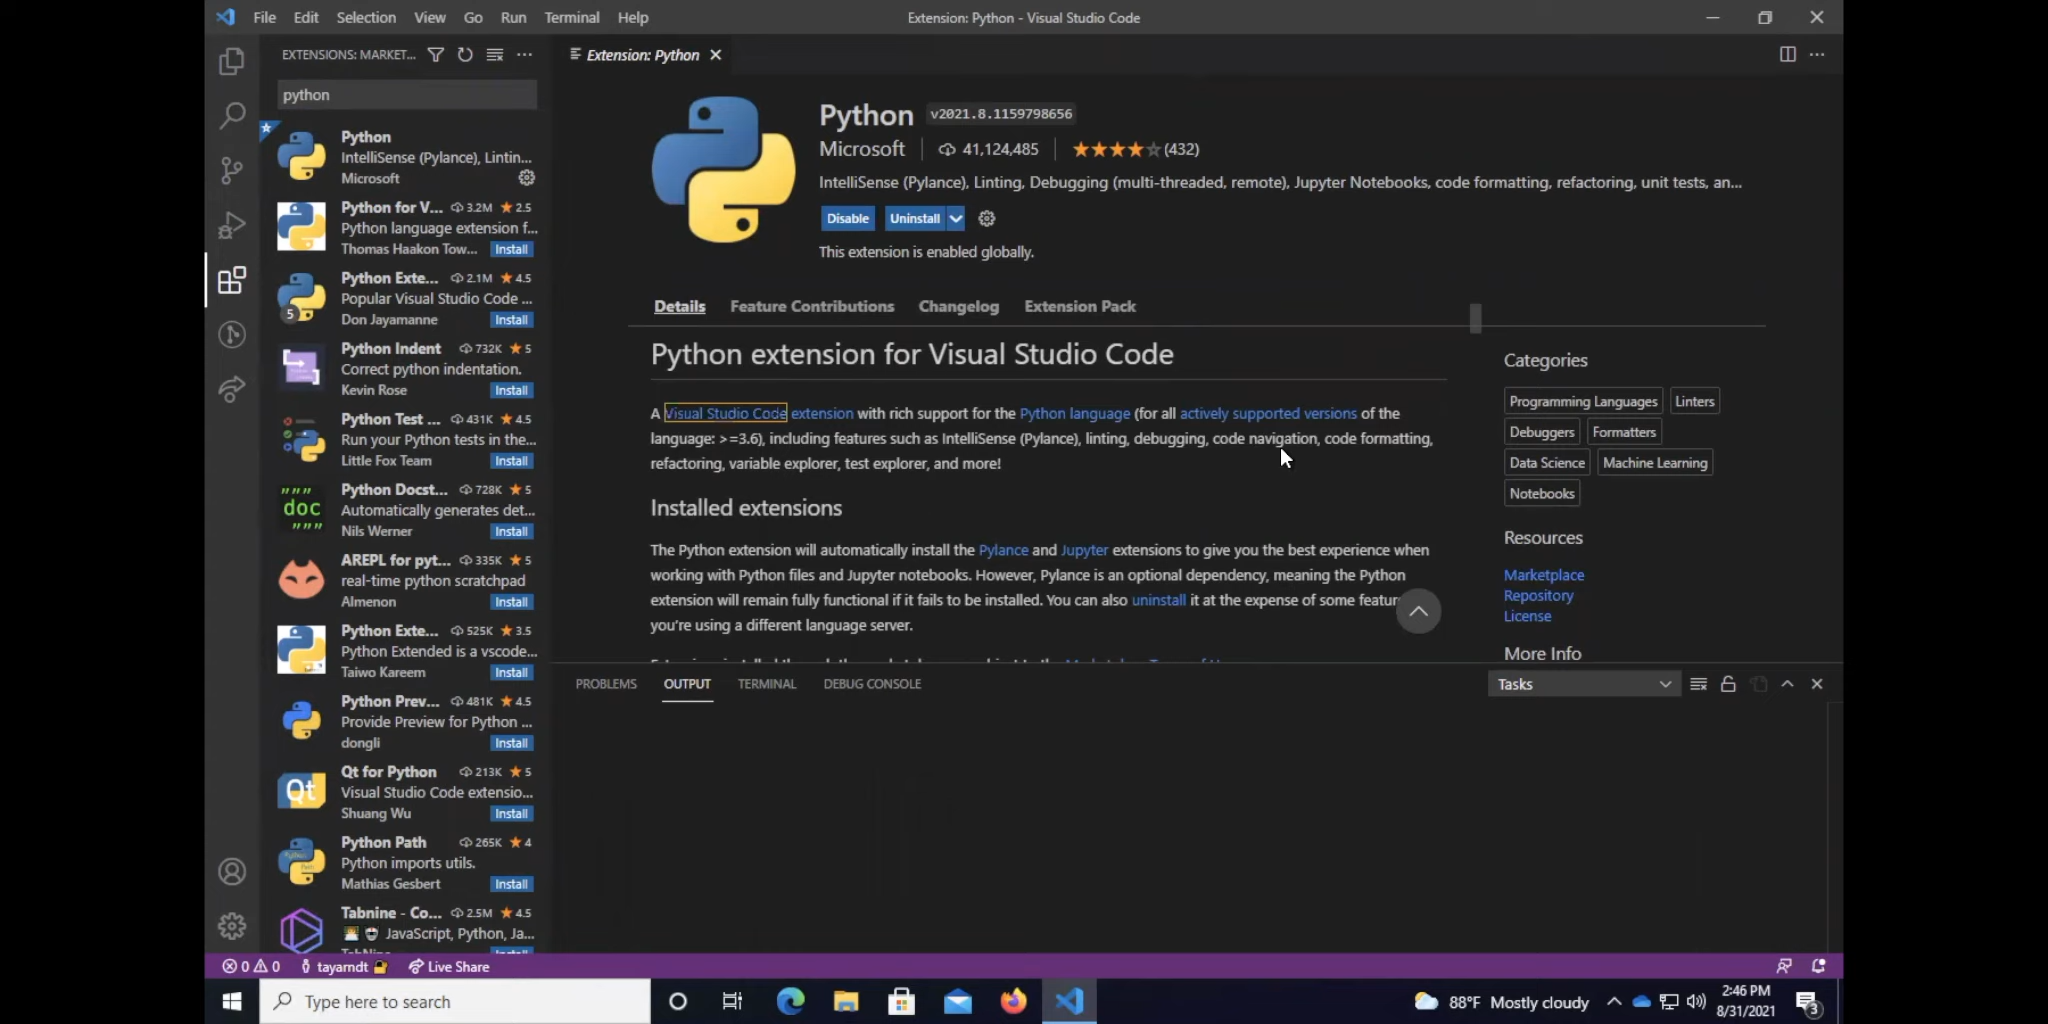 File Edit Selection View Go Run Terminal Help
Extension: Python - Visual Studio Code
EXTENSIONS: MARKET...
python
Python
IntelliSense (Pylance), Lintin...
Microsoft
Python for V... 3.2M ★ 2.5
Python language extension f...
Thomas Haakon Tow... Install
Python Exte... 2.1M ★ 4.5
Popular Visual Studio Code ...
5
Don Jayamanne Install
Python Indent 732K ★ 5
Correct python indentation.
Kevin Rose Install
Python Test ... 431K ★ 4.5
Run your Python tests in the...
Little Fox Team Install
"""
doc
"""
Python Docst... 728K ★ 5
Automatically generates det...
Nils Werner Install
AREPL for pyt... 335K ★ 5
real-time python scratchpad
Almenon Install
Python Exte... 525K ★ 3.5
Python Extended is a vscode...
Taiwo Kareem Install
Python Prev... 481K ★ 4.5
Provide Preview for Python ...
dongli Install
Qt
Qt for Python 213K ★ 5
Visual Studio Code extensio...
Shuang Wu Install
Python Path 265K ★ 4
Python imports utils.
Mathias Gesbert Install
Tabnine - Co... 2.5M ★ 4.5
JavaScript, Python, Ja...
Extension: Python
Python v2021.8.1159798656
Microsoft 41,124,485 ★★★★☆ (432)
IntelliSense (Pylance), Linting, Debugging (multi-threaded, remote), Jupyter Notebooks, code formatting, refactoring, unit tests, an...
Disable Uninstall
This extension is enabled globally.
Details Feature Contributions Changelog Extension Pack
Python extension for Visual Studio Code
A Visual Studio Code extension with rich support for the Python language (for all actively supported versions of the
language: >=3.6), including features such as IntelliSense (Pylance), linting, debugging, code navigation, code formatting,
refactoring, variable explorer, test explorer, and more!
Installed extensions
The Python extension will automatically install the Pylance and Jupyter extensions to give you the best experience when
working with Python files and Jupyter notebooks. However, Pylance is an optional dependency, meaning the Python
extension will remain fully functional if it fails to be installed. You can also uninstall it at the expense of some
you're using a different language server.
Categories
Programming Languages Linters
Debuggers Formatters
Data Science Machine Learning
Notebooks
Resources
Marketplace
Repository
License
More Info
PROBLEMS OUTPUT TERMINAL DEBUG CONSOLE
Tasks
0 0 tayarndt Live Share
Type here to search
88°F Mostly cloudy
2:46 PM
8/31/2021
3